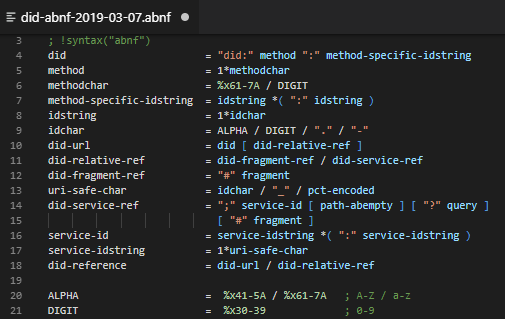 did-abnf-2019-03-07.abnf
3 ; !syntax("abnf")
4 did = "did:" method ":" method-specific-idstring
5 method = 1*methodchar
6 methodchar = %x61-7A / DIGIT
7 method-specific-idstring = idstring *( ":" idstring )
8 idstring = 1*idchar
9 idchar = ALPHA / DIGIT / "." / "-"
10 did-url = did [ did-relative-ref ]
11 did-relative-ref = did-fragment-ref / did-service-ref
12 did-fragment-ref = "#" fragment
13 uri-safe-char = idchar / "_" / pct-encoded
14 did-service-ref = ";" service-id [ path-abempty ] [ "?" query ]
15 [ "#" fragment ]
16 service-id = service-idstring *( ":" service-idstring )
17 service-idstring = 1*uri-safe-char
18 did-reference = did-url / did-relative-ref
19
20 ALPHA = %x41-5A / %x61-7A ; A-Z / a-z
21 DIGIT = %x30-39 ; 0-9